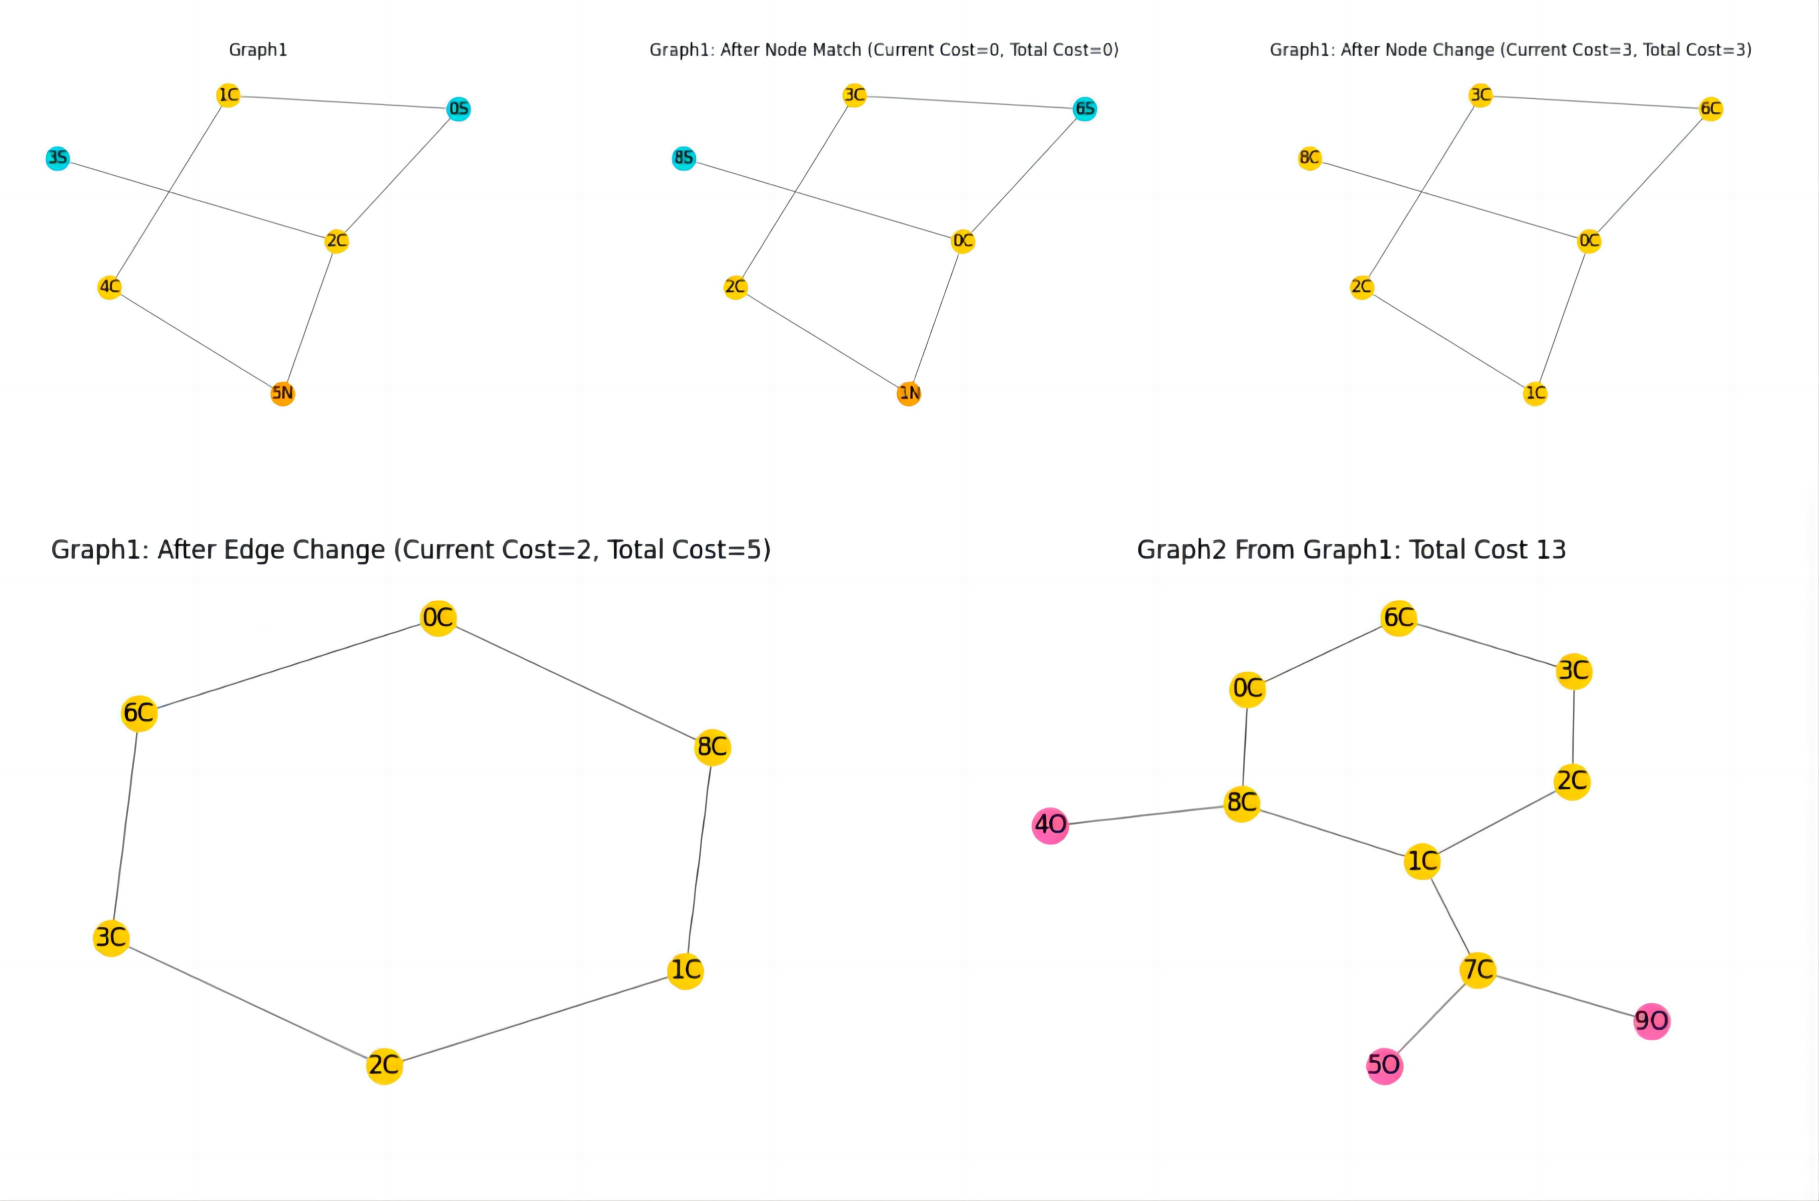 Graph1
1C
0S
3S
2C
4C
5N
Graph1: After Node Match (Current Cost=0, Total Cost=0)
3C
6S
8S
0C
2C
1N
Graph1: After Node Change (Current Cost=3, Total Cost=3)
3C
6C
8C
0C
2C
1C
Graph1: After Edge Change (Current Cost=2, Total Cost=5)
0C
6C
8C
3C
1C
2C
Graph2 From Graph1: Total Cost 13
6C
3C
0C
2C
8C
4O
1C
7C
9O
5O